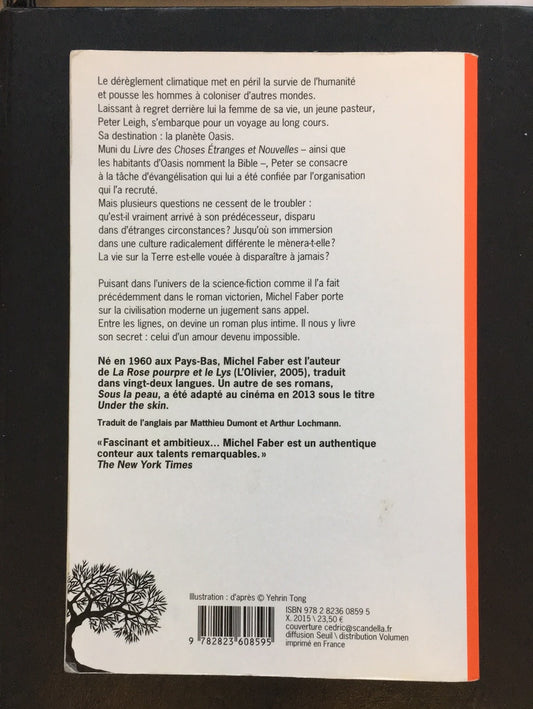 Le dérèglement climatique met en péril la survie de l'humanité
et pousse les hommes à coloniser d'autres mondes.
Laissant à regret derrière lui la femme de sa vie, un jeune pasteur,
Peter Leigh, s'embarque pour un voyage au long cours.
Sa destination : la planète Oasis.
Muni du Livre des Choses Étranges et Nouvelles – ainsi que
les habitants d'Oasis nomment la Bible –, Peter se consacre
à la tâche d'évangélisation qui lui a été confiée par l'organisation
qui l'a recruté.
Mais plusieurs questions ne cessent de le troubler :
qu'est-il vraiment arrivé à son prédécesseur, disparu
dans d'étranges circonstances ? Jusqu'où son immersion
dans une culture radicalement différente le mènera-t-elle ?
La vie sur la Terre est-elle vouée à disparaître à jamais ?
Puisant dans l'univers de la science-fiction comme il l'a fait
précédemment dans le roman victorien, Michel Faber porte
sur la civilisation moderne un jugement sans appel.
Entre les lignes, on devine un roman plus intime. Il nous y livre
son secret : celui d'un amour devenu impossible.
Né en 1960 aux Pays-Bas, Michel Faber est l'auteur
de La Rose pourpre et le Lys (L'Olivier, 2005), traduit
dans vingt-deux langues. Un autre de ses romans,
Sous la peau, a été adapté au cinéma en 2013 sous le titre
Under the skin.
Traduit de l'anglais par Matthieu Dumont et Arthur Lochmann.
«Fascinant et ambitieux... Michel Faber est un authentique
conteur aux talents remarquables.»
The New York Times
Illustration : d'après © Yehrin Tong
ISBN 978 2 8236 0859 5
X. 2015 \ 23,50 €
couverture cedric@scandella.fr
diffusion Seuil \ distribution Volumen
imprimé en France
9 782823 608595